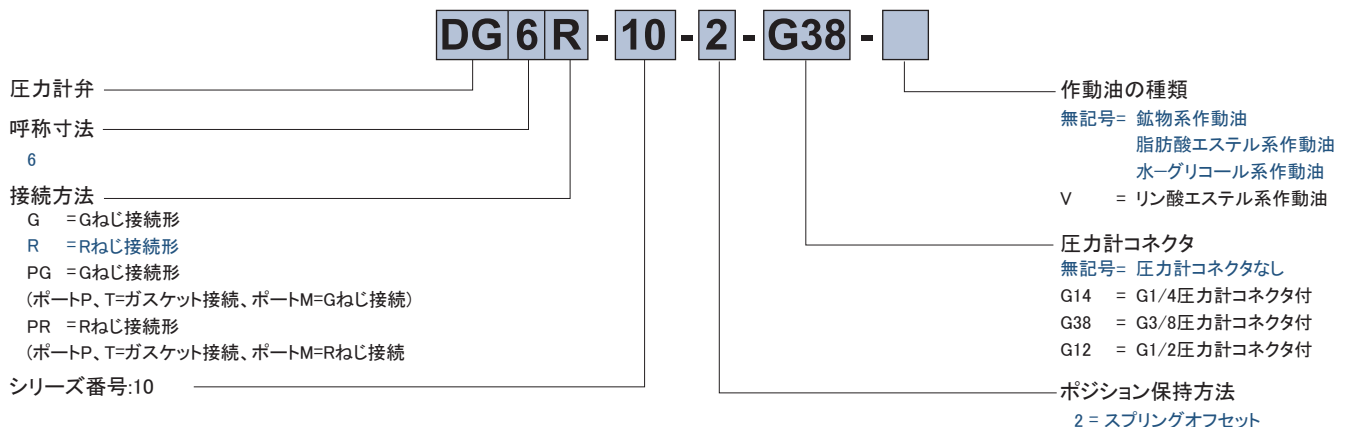 DG 6 R - 10 - 2 - G38 -
圧力計弁
呼称寸法
6
接続方法
G =Gねじ接続形
R =Rねじ接続形
PG =Gねじ接続形
(ポートP、T=ガスケット接続、ポートM=Gねじ接続)
PR =Rねじ接続形
(ポートP、T=ガスケット接続、ポートM=Rねじ接続
シリーズ番号:10
作動油の種類
無記号= 鉱物系作動油
脂肪酸エステル系作動油
水-グリコール系作動油
V = リン酸エステル系作動油
圧力計コネクタ
無記号= 圧力計コネクタなし
G14 = G1/4圧力計コネクタ付
G38 = G3/8圧力計コネクタ付
G12 = G1/2圧力計コネクタ付
ポジション保持方法
2 = スプリングオフセット